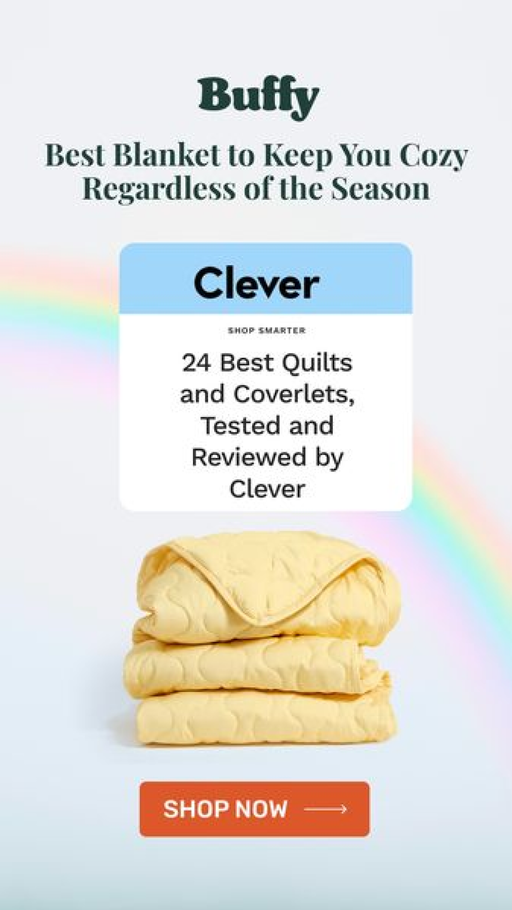 Buffy
Best Blanket to Keep You Cozy
Regardless of the Season
Clever
SHOP SMARTER
24 Best Quilts
and Coverlets,
Tested and
Reviewed by
Clever
SHOP NOW